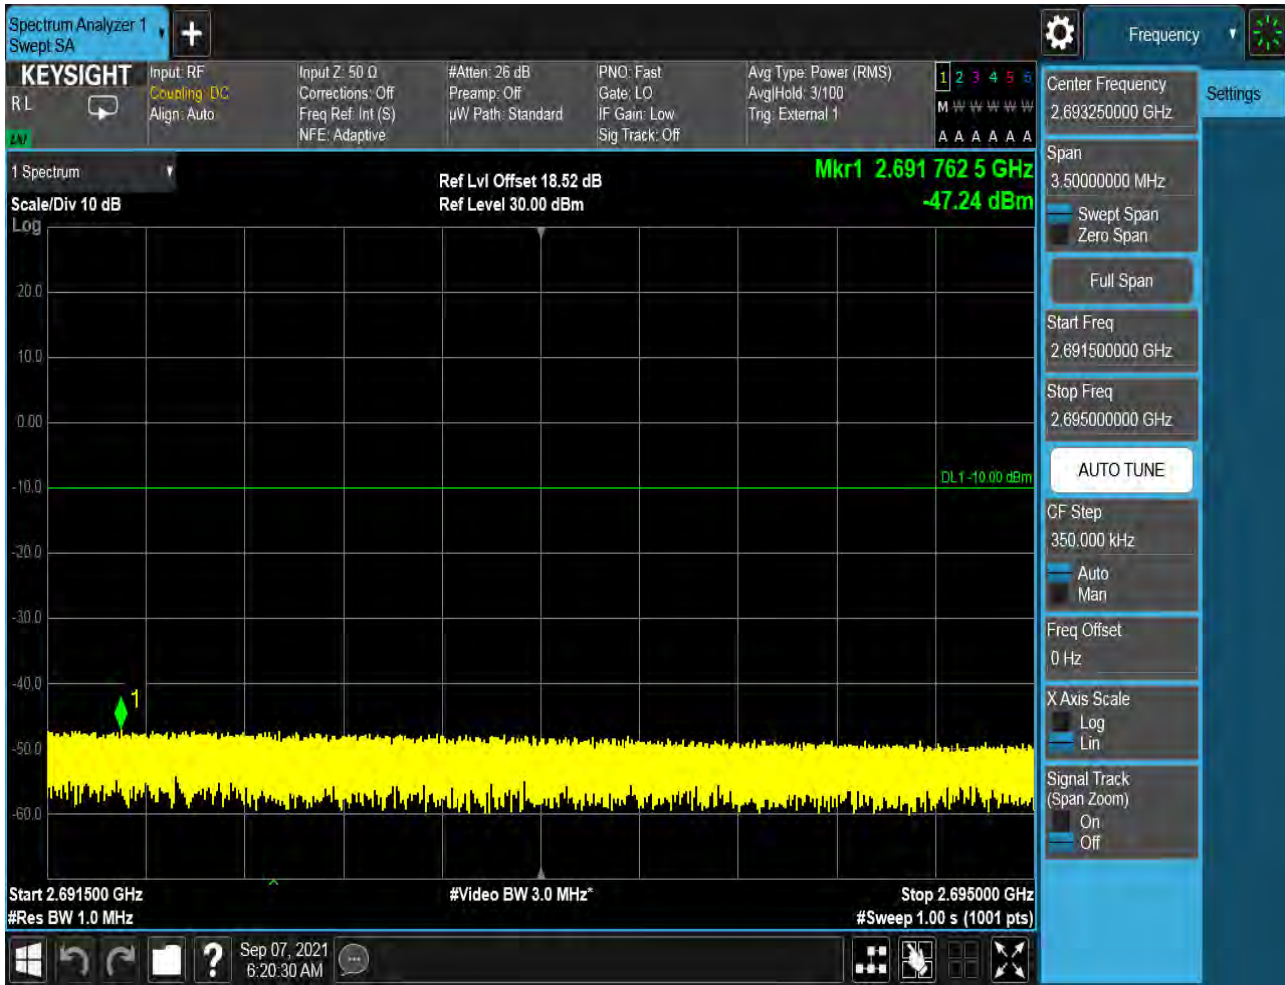 Spectrum Analyzer 1
Swept SA
Frequency
KEYSIGHT
R L
Input: RF
Coupling: DC
Align: Auto
Input Z: 50 Ω
Corrections: Off
Freq Ref: Int (S)
NFE: Adaptive
#Atten: 26 dB
Preamp: Off
µW Path: Standard
PNO: Fast
Gate: LO
IF Gain: Low
Sig Track: Off
Avg Type: Power (RMS)
Avg|Hold: 3/100
Trig: External 1
1 2 3 4 5 6
M W W W W W
A A A A A A
1 Spectrum
Scale/Div 10 dB
Log
Ref Lvl Offset 18.52 dB
Ref Level 30.00 dBm
Mkr1 2.691 762 5 GHz
-47.24 dBm
20.0
10.0
0.00
-10.0
-20.0
-30.0
-40.0
-50.0
-60.0
DL1 -10.00 dBm
1
Start 2.691500 GHz
#Res BW 1.0 MHz
#Video BW 3.0 MHz*
Stop 2.695000 GHz
#Sweep 1.00 s (1001 pts)
Sep 07, 2021
6:20:30 AM
Center Frequency
2.693250000 GHz
Settings
Span
3.50000000 MHz
Swept Span
Zero Span
Full Span
Start Freq
2.691500000 GHz
Stop Freq
2.695000000 GHz
AUTO TUNE
CF Step
350.000 kHz
Auto
Man
Freq Offset
0 Hz
X Axis Scale
Log
Lin
Signal Track
(Span Zoom)
On
Off